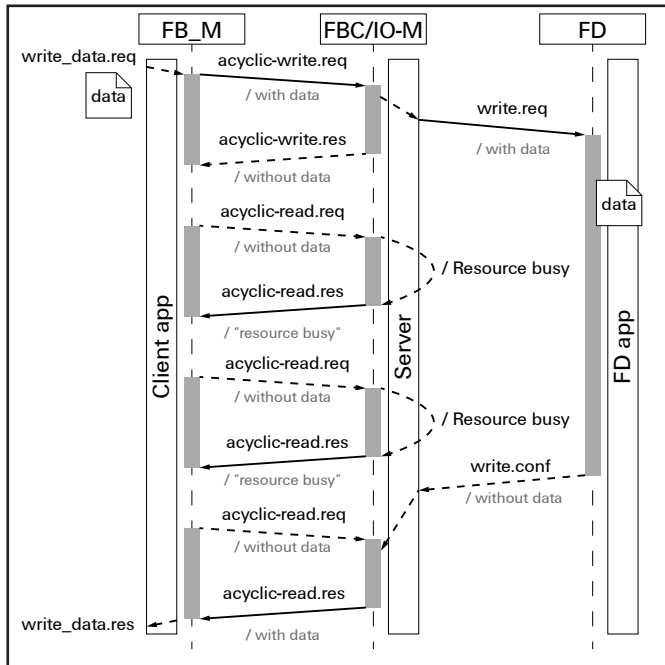 FB_M
FBC/IO-M
FD
write_data.req
acyclic-write.req
data
/ with data
write.req
acyclic-write.res
/ with data
/ without data
data
acyclic-read.req
/ without data
/ Resource busy
acyclic-read.res
/ “resource busy“
Client app
Server
FD app
acyclic-read.req
/ without data
/ Resource busy
acyclic-read.res
write.conf
/ “resource busy“
/ without data
acyclic-read.req
/ without data
acyclic-read.res
write_data.res
/ with data